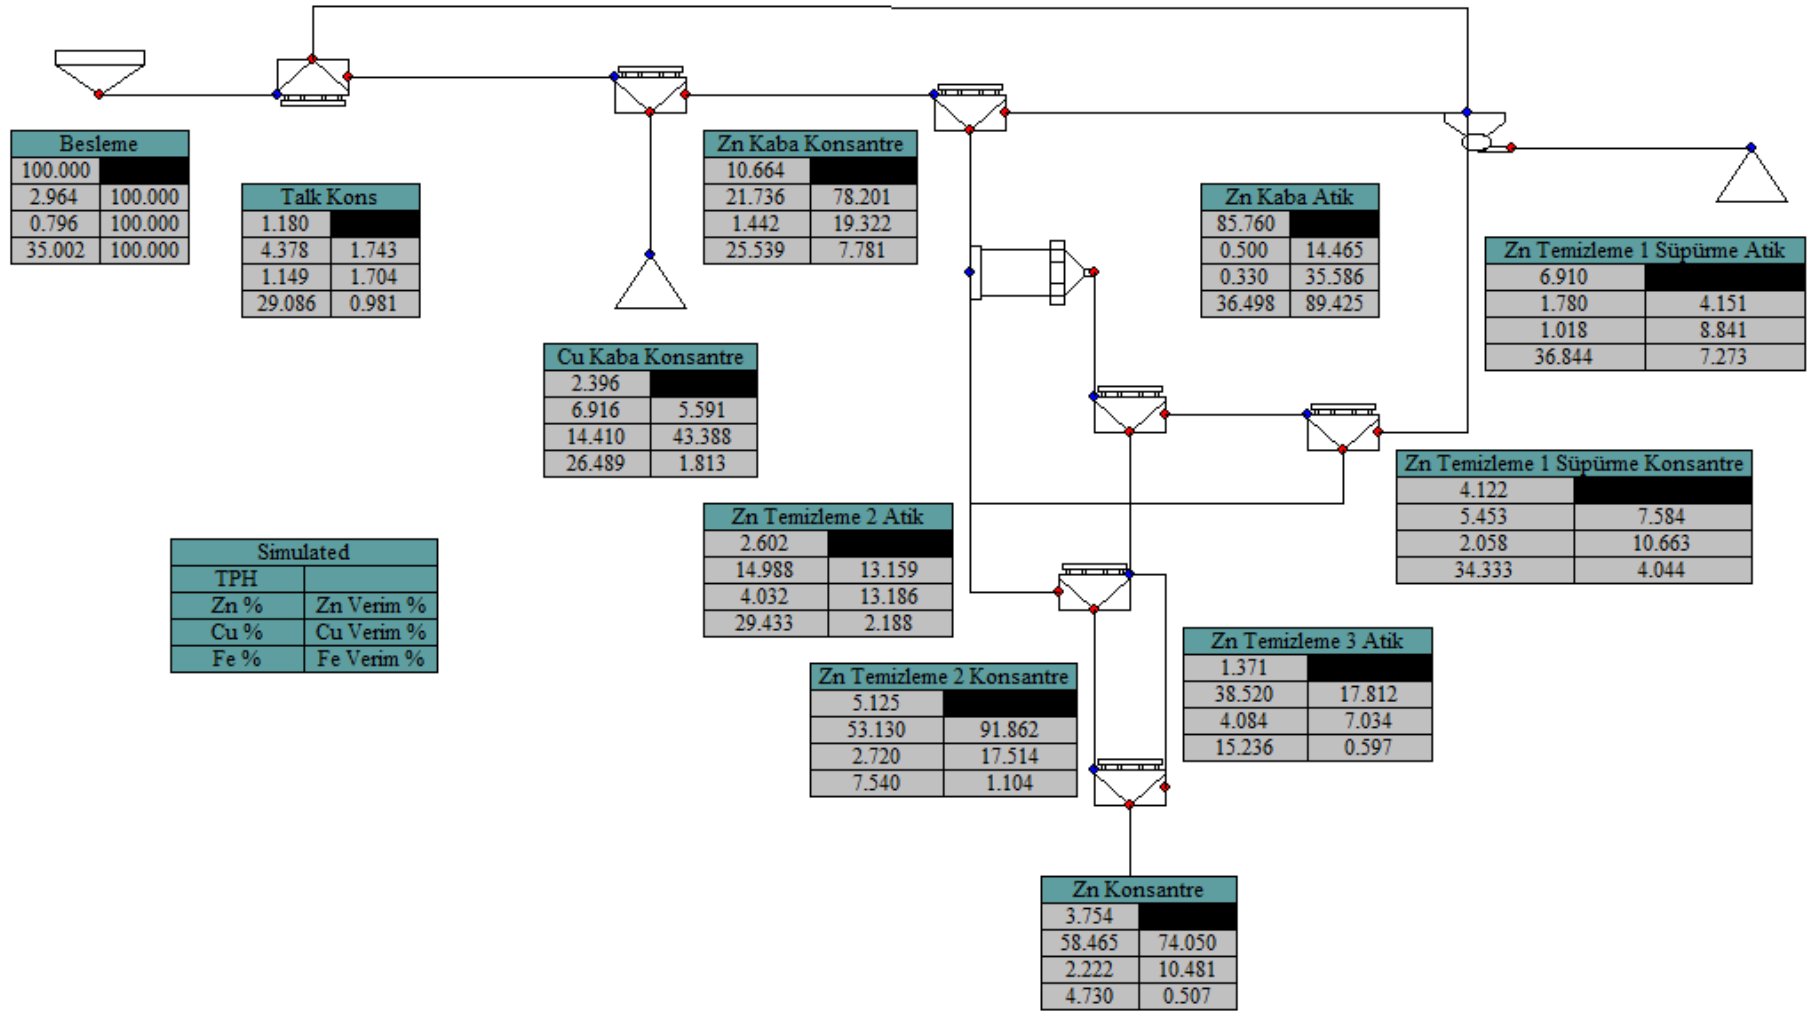 Besleme
100.000
2.964 100.000
0.796 100.000
35.002 100.000
Talk Kons
1.180
4.378 1.743
1.149 1.704
29.086 0.981
Cu Kaba Konsantre
2.396
6.916 5.591
14.410 43.388
26.489 1.813
Zn Kaba Konsantre
10.664
21.736 78.201
1.442 19.322
25.539 7.781
Zn Kaba Atik
85.760
0.500 14.465
0.330 35.586
36.498 89.425
Zn Temizleme 1 Süpürme Atik
6.910
1.780 4.151
1.018 8.841
36.844 7.273
Zn Temizleme 1 Süpürme Konsantre
4.122
5.453 7.584
2.058 10.663
34.333 4.044
Zn Temizleme 2 Atik
2.602
14.988 13.159
4.032 13.186
29.433 2.188
Simulated
TPH
Zn % Zn Verim %
Cu % Cu Verim %
Fe % Fe Verim %
Zn Temizleme 2 Konsantre
5.125
53.130 91.862
2.720 17.514
7.540 1.104
Zn Temizleme 3 Atik
1.371
38.520 17.812
4.084 7.034
15.236 0.597
Zn Konsantre
3.754
58.465 74.050
2.222 10.481
4.730 0.507